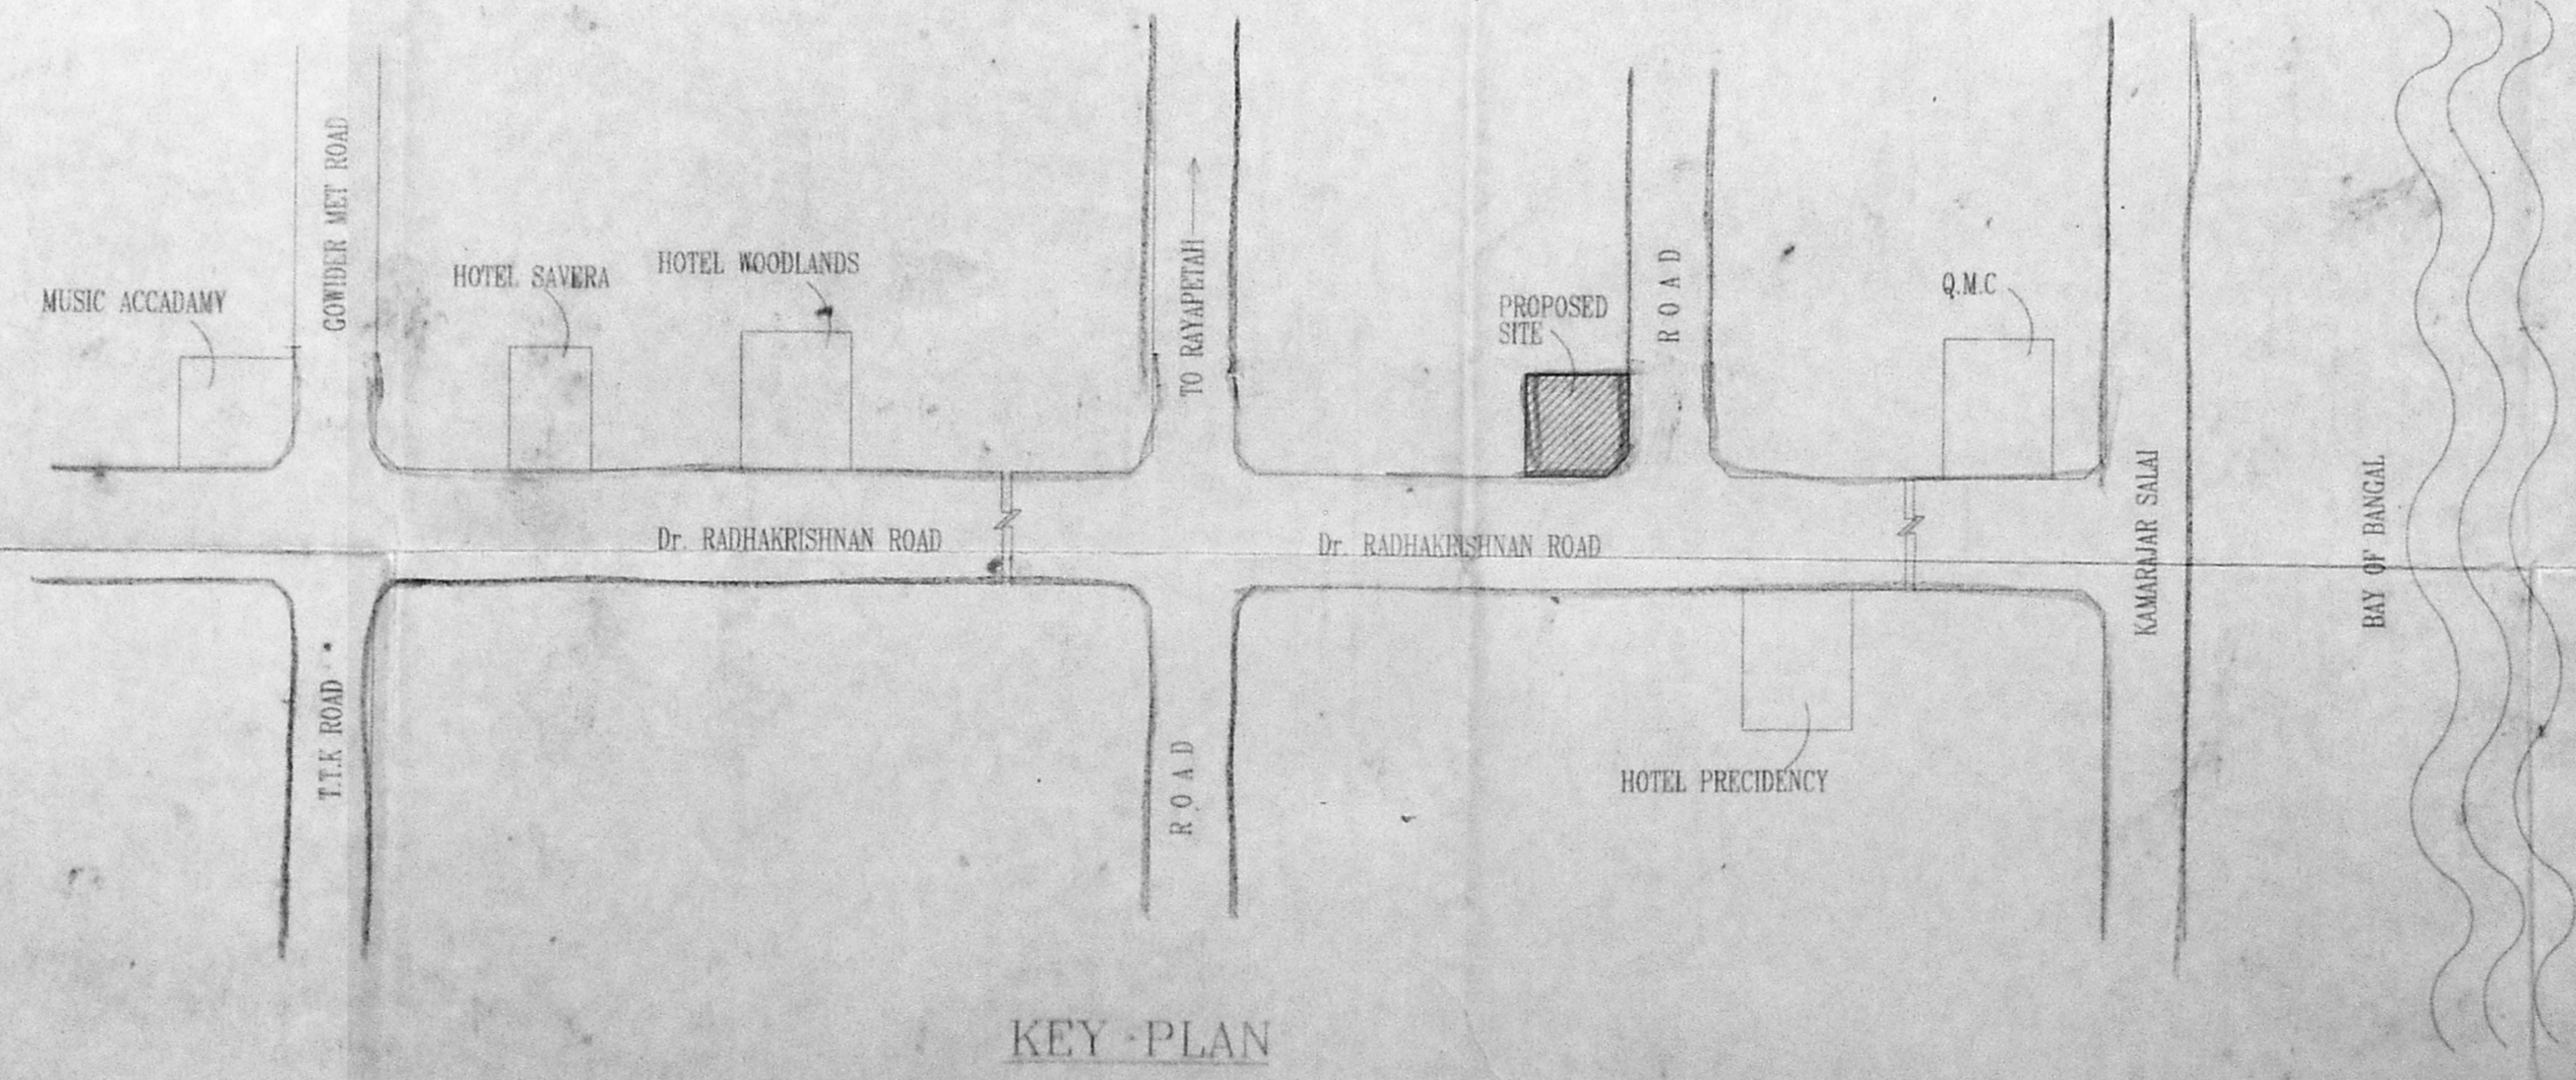 MUSIC ACCADAMY
GOWIDER MET ROAD
HOTEL SAVERA
HOTEL WOODLANDS
TO RAYAPETAH
PROPOSED
SITE
ROAD
Q.M.C
Dr. RADHAKRISHNAN ROAD
Dr. RADHAKRISHNAN ROAD
KAMARAJAR SALAI
BAY OF BANGAL
T.T.K ROAD
ROAD
HOTEL PRECIDENCY
KEY PLAN